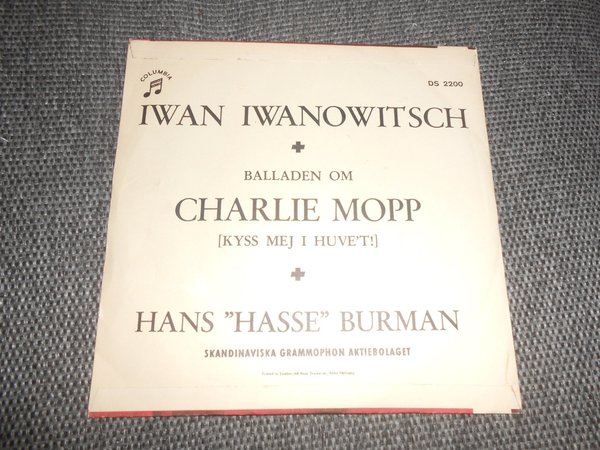 COLUMBIA
DS 2200
IWAN IWANOWITSCH
BALLADEN OM
CHARLIE MOPP
[KYSS MEJ I HUVE'T!]
HANS "HASSE" BURMAN
SKANDINAVISKA GRAMMOPHON AKTIEBOLAGET